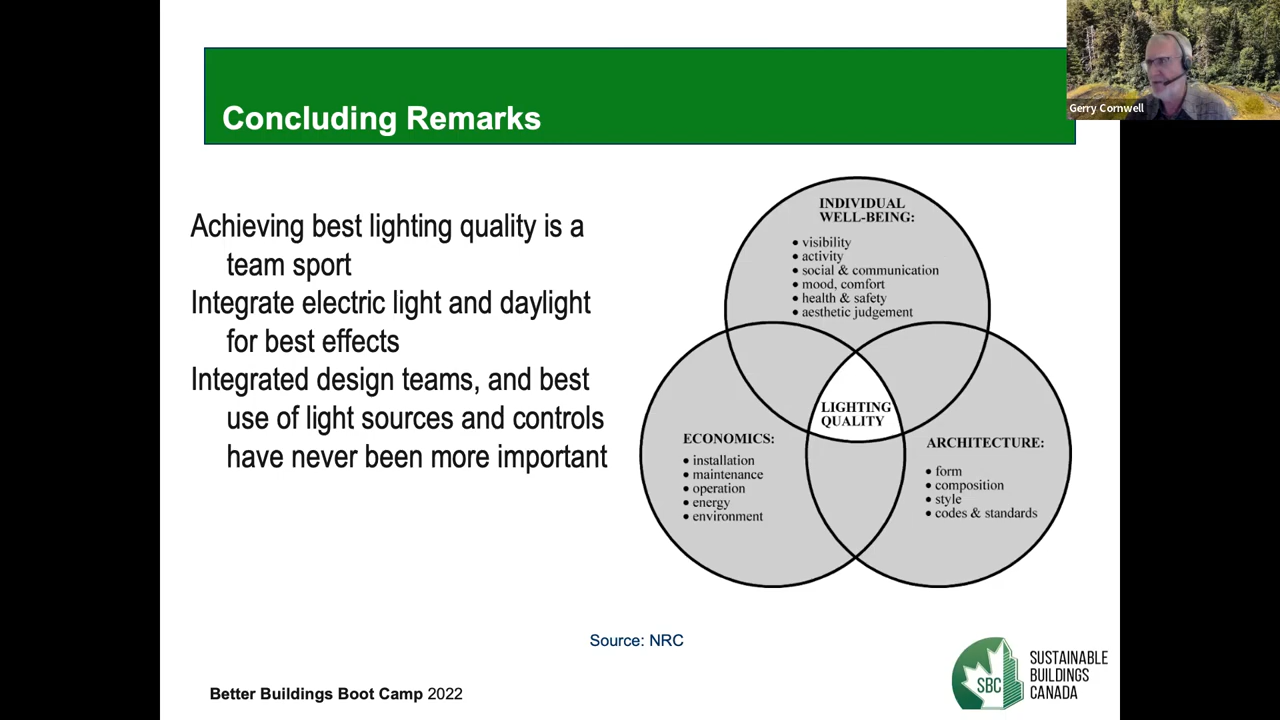 Gerry Cornwell
Concluding Remarks
Achieving best lighting quality is a
team sport
Integrate electric light and daylight
for best effects
Integrated design teams, and best
use of light sources and controls
have never been more important
INDIVIDUAL
WELL-BEING:
• visibility
• activity
• social & communication
• mood, comfort
• health & safety
• aesthetic judgement
LIGHTING
QUALITY
ECONOMICS:
• installation
• maintenance
• operation
• energy
• environment
ARCHITECTURE:
• form
• composition
• style
• codes & standards
Source: NRC
Better Buildings Boot Camp 2022
SBC
SUSTAINABLE
BUILDINGS
CANADA